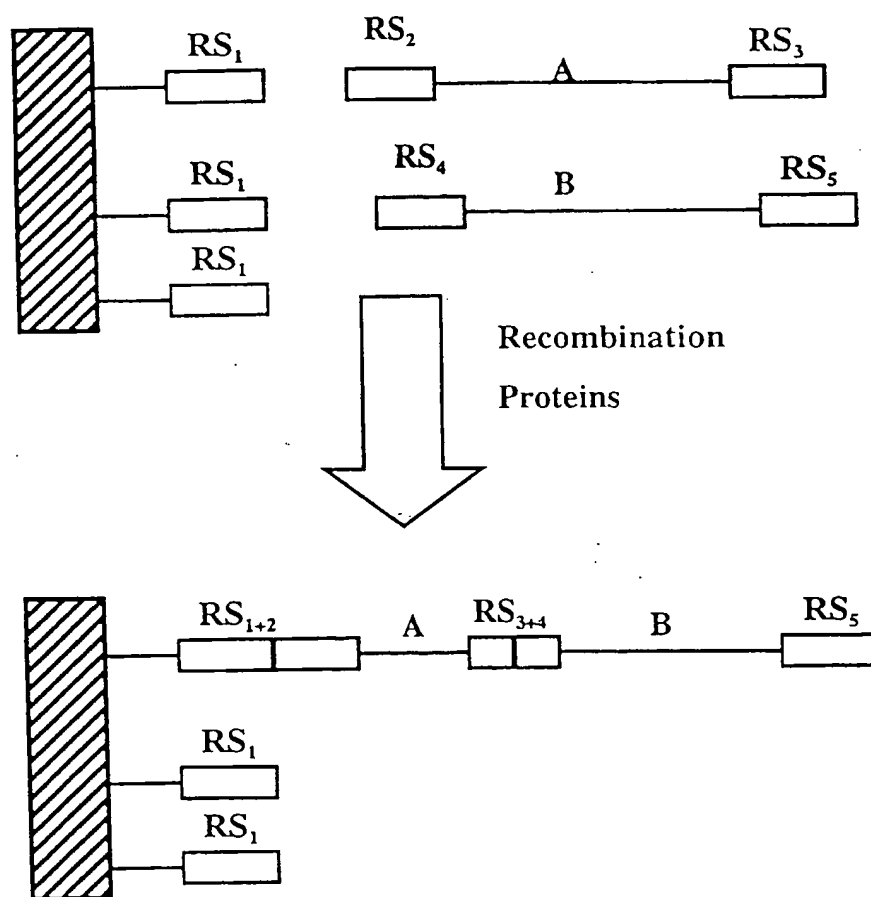 RS₁ RS₂ A RS₃
RS₁ RS₄ B RS₅
RS₁
Recombination
Proteins
RS₁₊₂ A RS₃₊₄ B RS₅
RS₁
RS₁